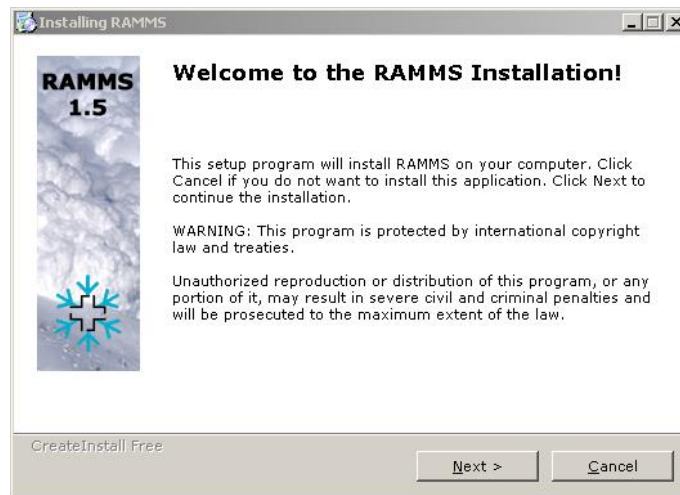 Installing RAMMS
RAMMS
1.5
Welcome to the RAMMS Installation!
This setup program will install RAMMS on your computer. Click
Cancel if you do not want to install this application. Click Next to
continue the installation.
WARNING: This program is protected by international copyright
law and treaties.
Unauthorized reproduction or distribution of this program, or any
portion of it, may result in severe civil and criminal penalties and
will be prosecuted to the maximum extent of the law.
CreateInstall Free
Next >
Cancel